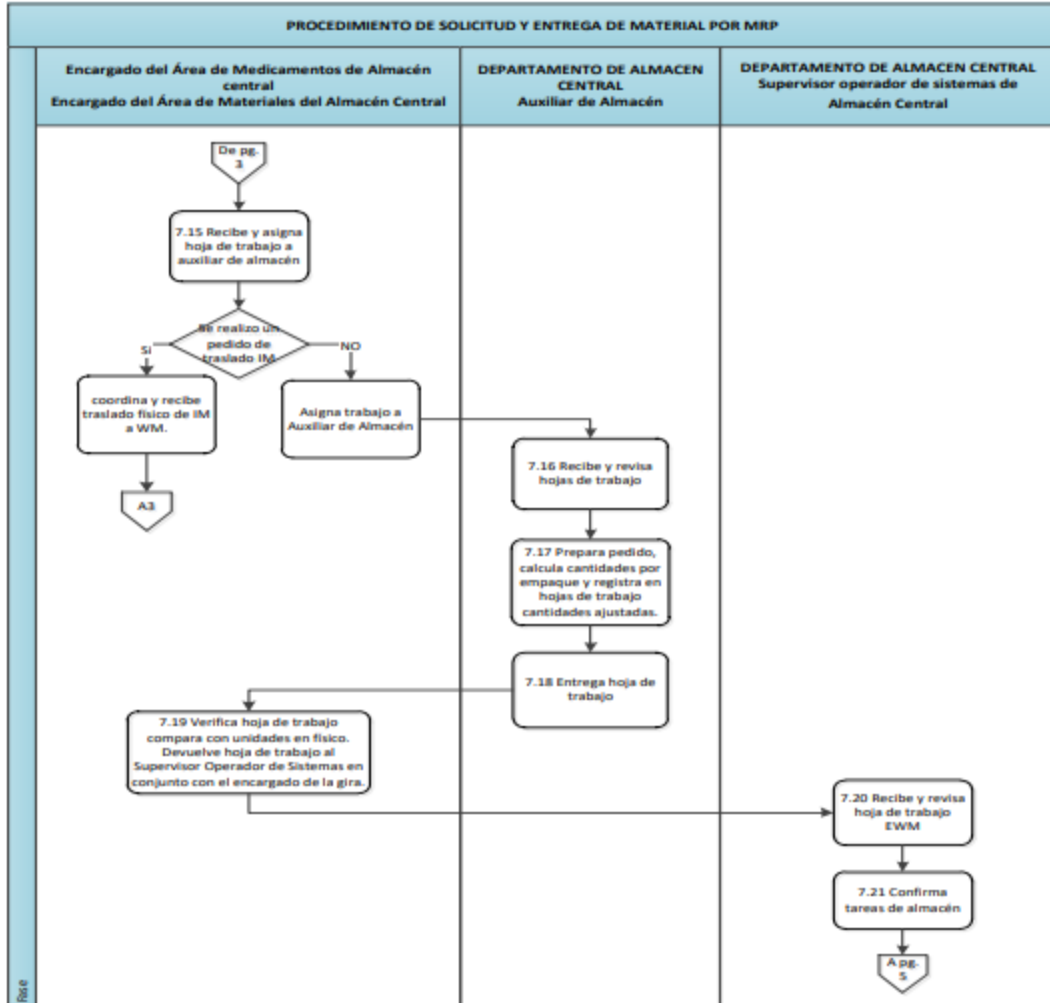 PROCEDIMIENTO DE SOLICITUD Y ENTREGA DE MATERIAL POR MRP
Encargado del Área de Medicamentos de Almacén
central
Encargado del Área de Materiales del Almacén Central
DEPARTAMENTO DE ALMACEN
CENTRAL
Auxiliar de Almacén
DEPARTAMENTO DE ALMACEN CENTRAL
Supervisor operador de sistemas de
Almacén Central
De pg.
3
7.15 Recibe y asigna
hoja de trabajo a
auxiliar de almacén
Se realizo un
pedido de
traslado IM
Si
NO
coordina y recibe
traslado físico de IM
a WM.
Asigna trabajo a
Auxiliar de Almacén
A3
7.16 Recibe y revisa
hojas de trabajo
7.17 Prepara pedido,
calcula cantidades por
empaque y registra en
hojas de trabajo
cantidades ajustadas.
7.18 Entrega hoja de
trabajo
7.19 Verifica hoja de trabajo
compara con unidades en físico.
Devuelve hoja de trabajo al
Supervisor Operador de Sistemas en
conjunto con el encargado de la gira.
7.20 Recibe y revisa
hoja de trabajo
EWM
7.21 Confirma
tareas de almacén
A pg.
5
Fase